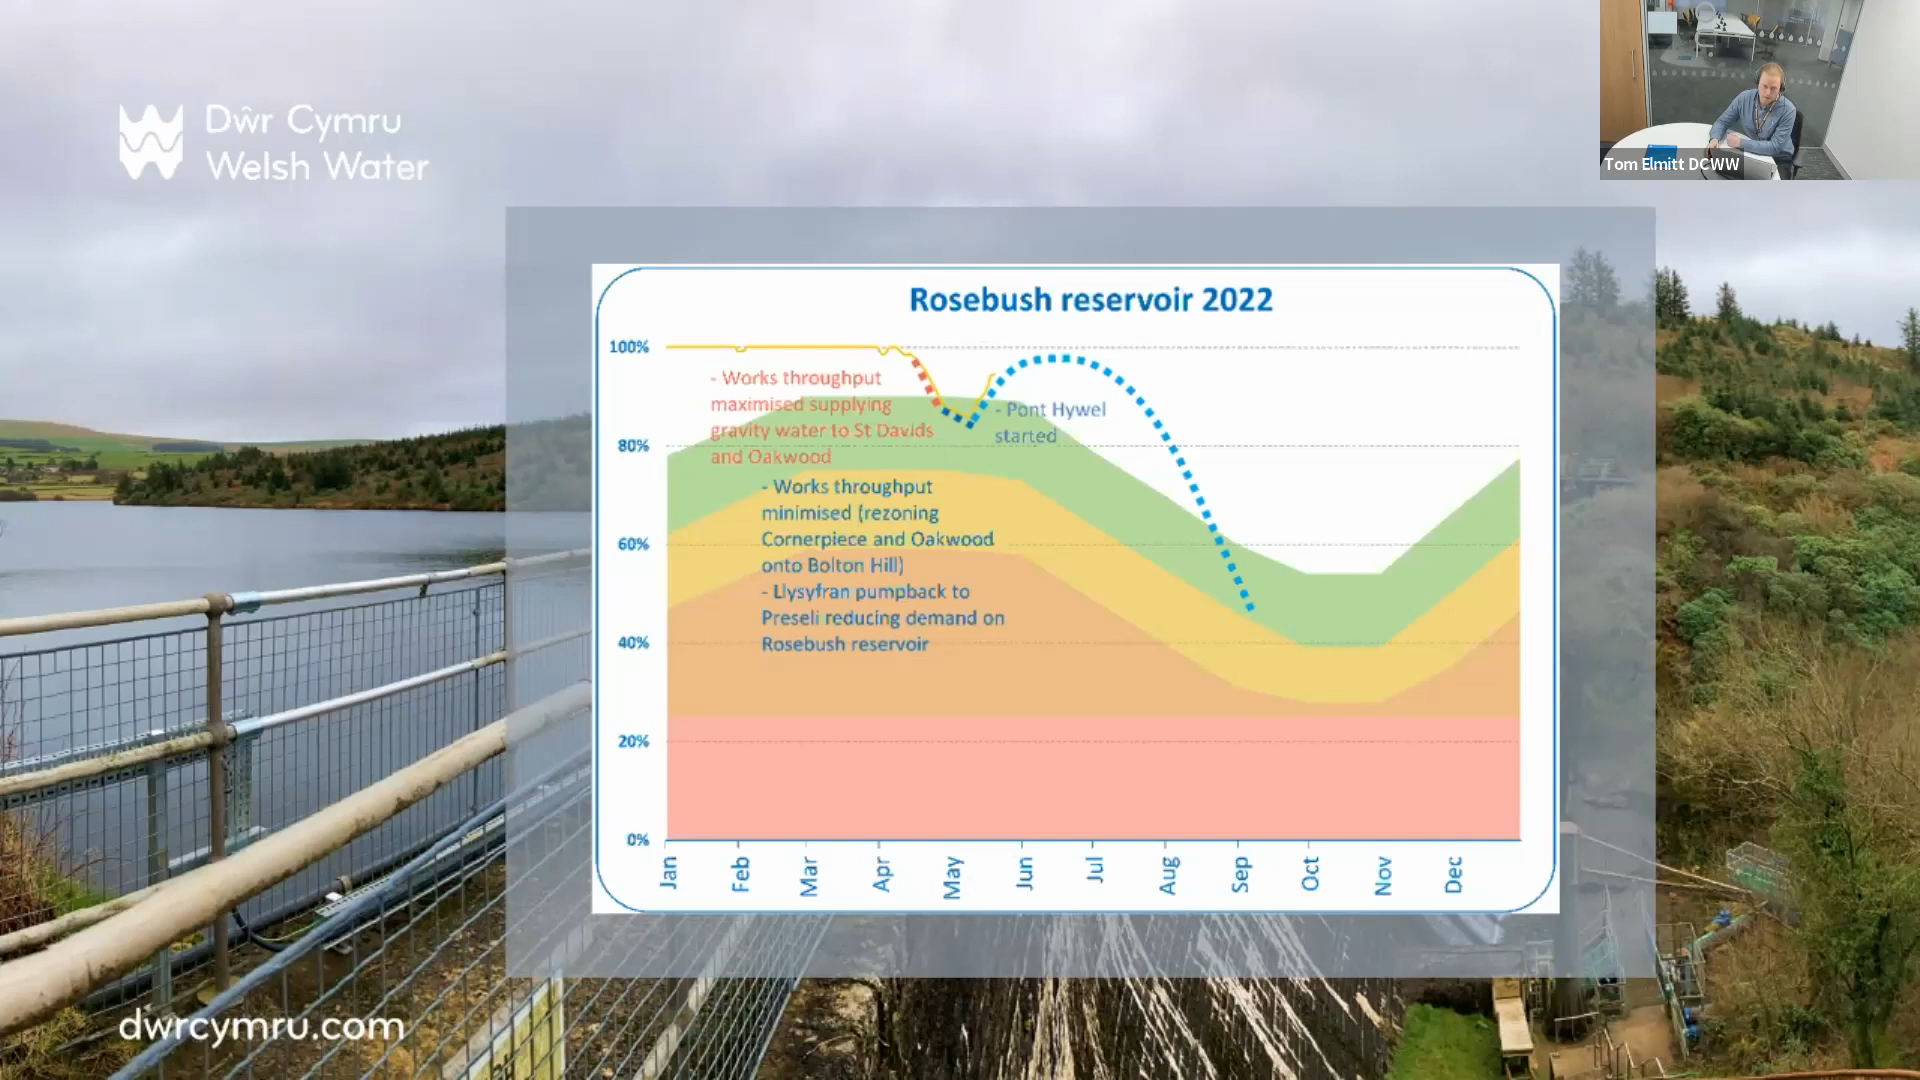 Dŵr Cymru
Welsh Water
Tom Elmitt DCWW
Rosebush reservoir 2022
100%
80%
60%
40%
20%
0%
- Works throughput
maximised supplying
gravity water to St Davids
and Oakwood
- Pont Hywel
started
- Works throughput
minimised (rezoning
Cornerpiece and Oakwood
onto Bolton Hill)
- Llysyfran pumpback to
Preseli reducing demand on
Rosebush reservoir
Jan
Feb
Mar
Apr
May
Jun
Jul
Aug
Sep
Oct
Nov
Dec
dwrcymru.com